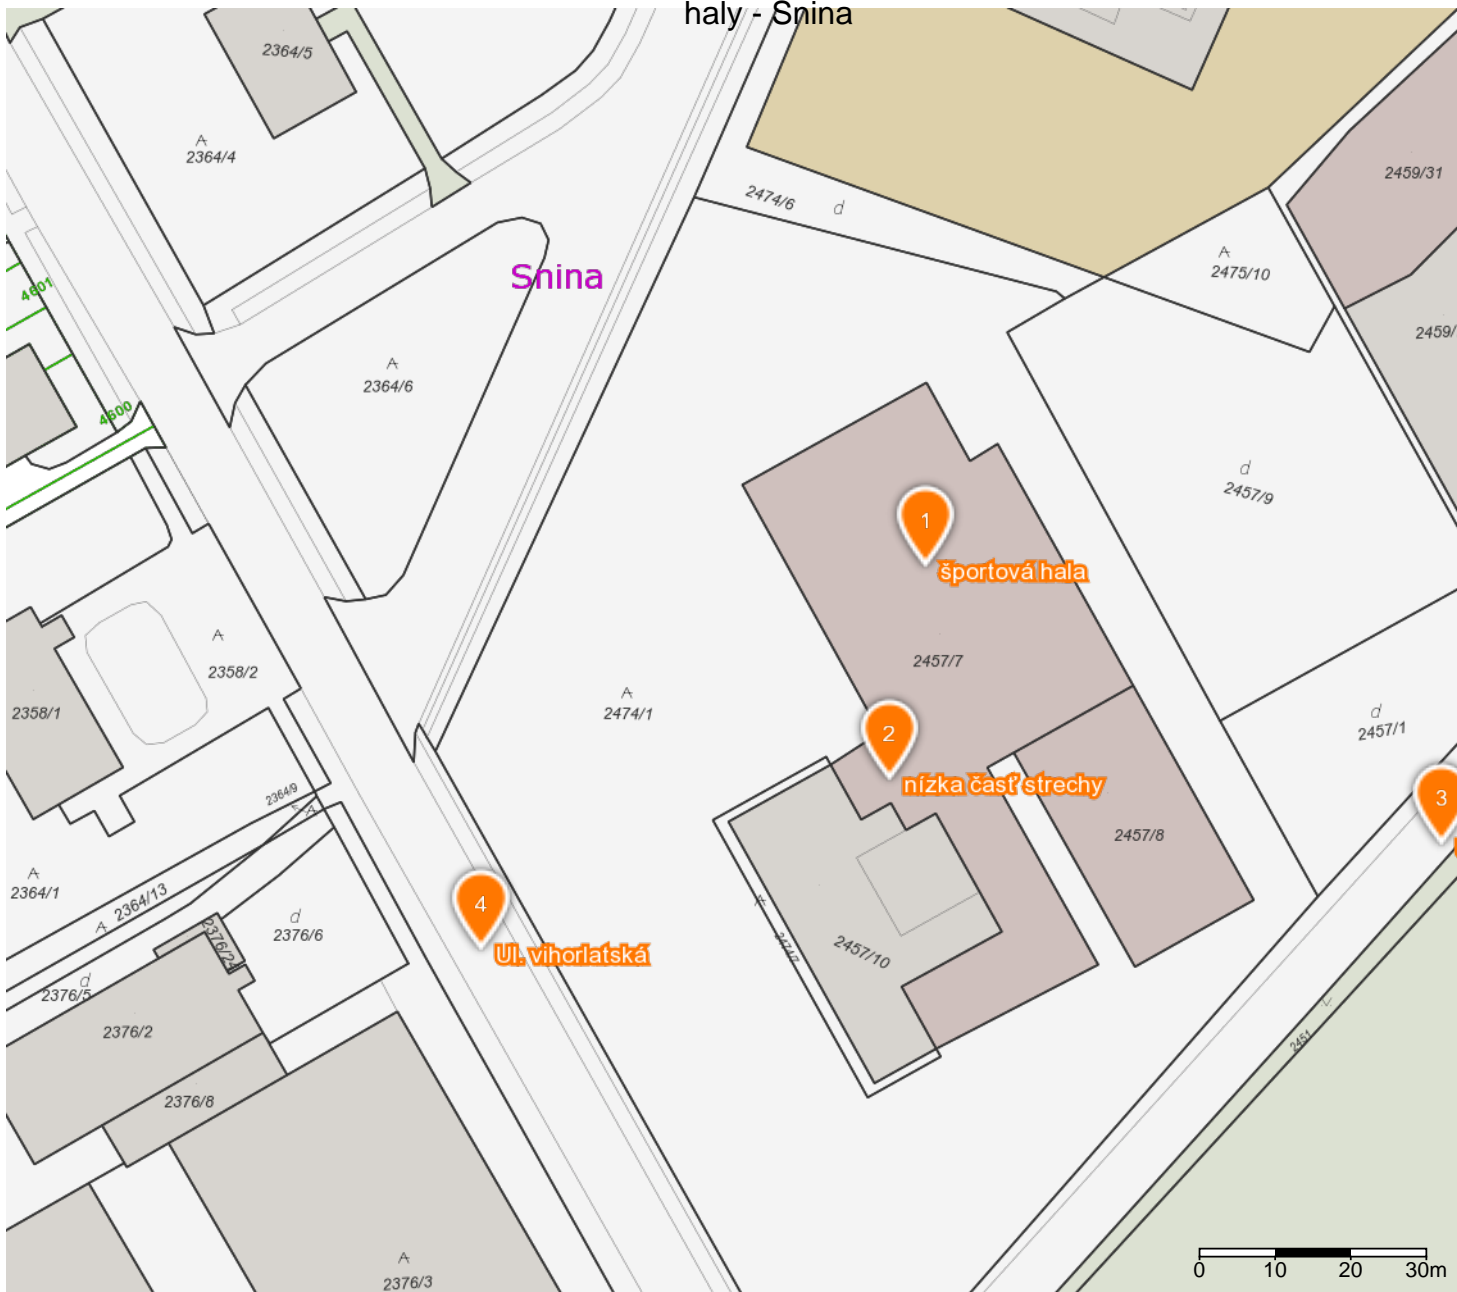 haly - Snina
2364/5
A
2364/4
2459/31
2474/6 d
A
2475/10
Snina
4601
2459/
A
2364/6
4600
d
2457/9
1
športová hala
A
2358/2
2457/7
A
2474/1
2358/1
d
2457/1
2
nízka časť strechy
3
2364/9
A
2457/8
A
2364/1
A 2364/13
4
Ul. vihorlatská
d
2376/6
2376/24
A
2474/7
2457/10
d
2376/5
2376/2
2451
2376/8
A
2376/3
0 10 20 30m